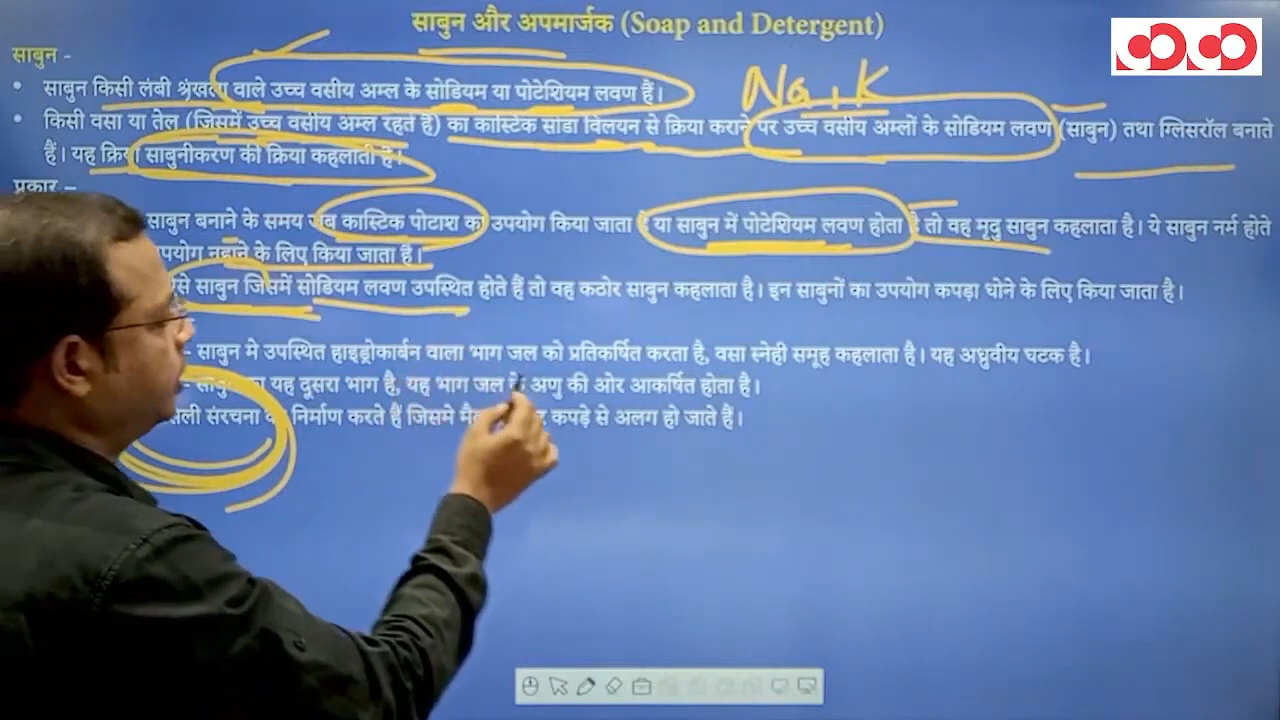 साबुन और अपमार्जक (Soap and Detergent)
साबुन -
• साबुन किसी लंबी श्रृंखला वाले उच्च वसीय अम्ल के सोडियम या पोटेशियम लवण हैं।
Na, K
• किसी वसा या तेल (जिसमें उच्च वसीय अम्ल रहते हैं) का कास्टिक सोडा विलयन से क्रिया कराने पर उच्च वसीय अम्लों के सोडियम लवण (साबुन) तथा ग्लिसरॉल बनाते
हैं। यह क्रिया साबुनीकरण की क्रिया कहलाती है।
प्रकार –
साबुन बनाने के समय जब कास्टिक पोटाश का उपयोग किया जाता है या साबुन में पोटेशियम लवण होता है तो वह मृदु साबुन कहलाता है। ये साबुन नर्म होते
नहाने के लिए किया जाता है।
साबुन जिसमें सोडियम लवण उपस्थित होते हैं तो वह कठोर साबुन कहलाता है। इन साबुनों का उपयोग कपड़ा धोने के लिए किया जाता है।
- साबुन मे उपस्थित हाइड्रोकार्बन वाला भाग जल को प्रतिकर्षित करता है, वसा स्नेही समूह कहलाता है। यह अध्रुवीय घटक है।
- साबुन का यह दूसरा भाग है, यह भाग जल के अणु की ओर आकर्षित होता है।
संरचना का निर्माण करते हैं जिसमे कपड़े से अलग हो जाते हैं।